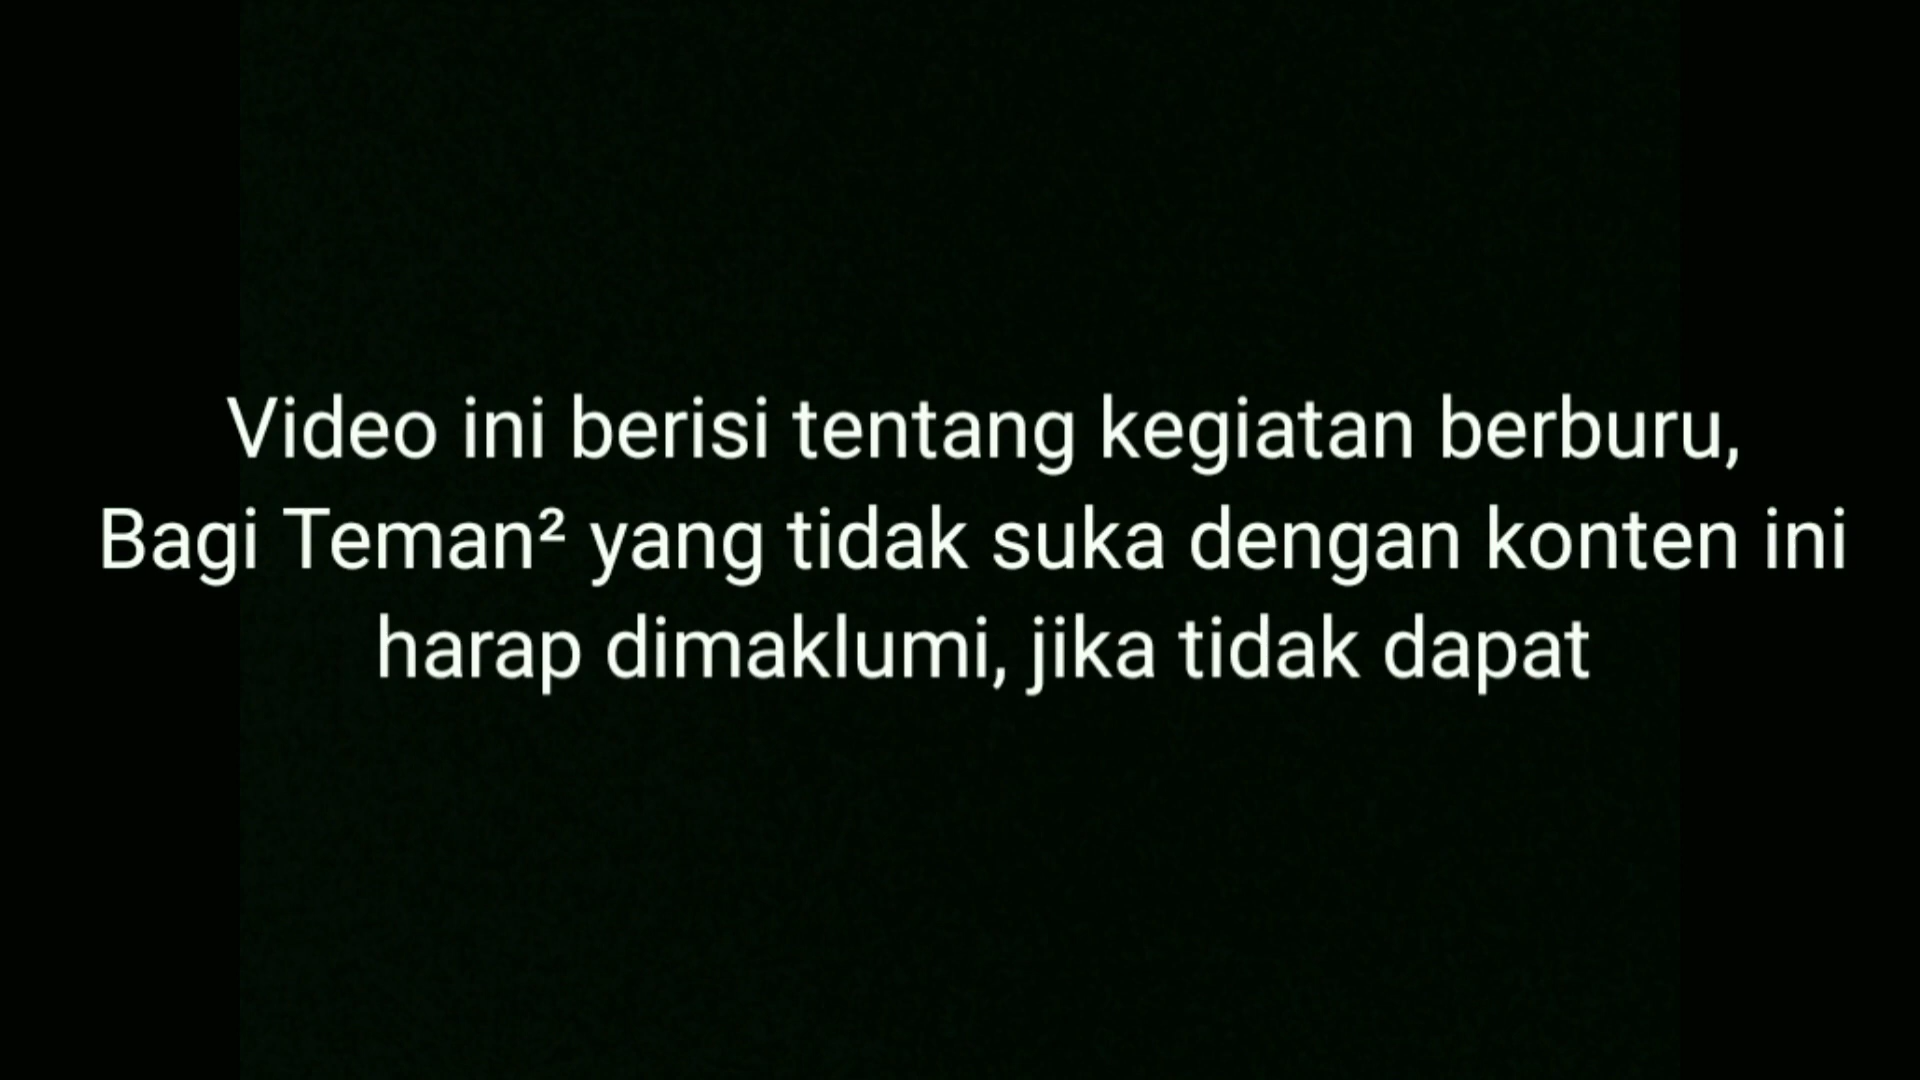 Video ini berisi tentang kegiatan berburu,
Bagi Teman² yang tidak suka dengan konten ini
harap dimaklumi, jika tidak dapat